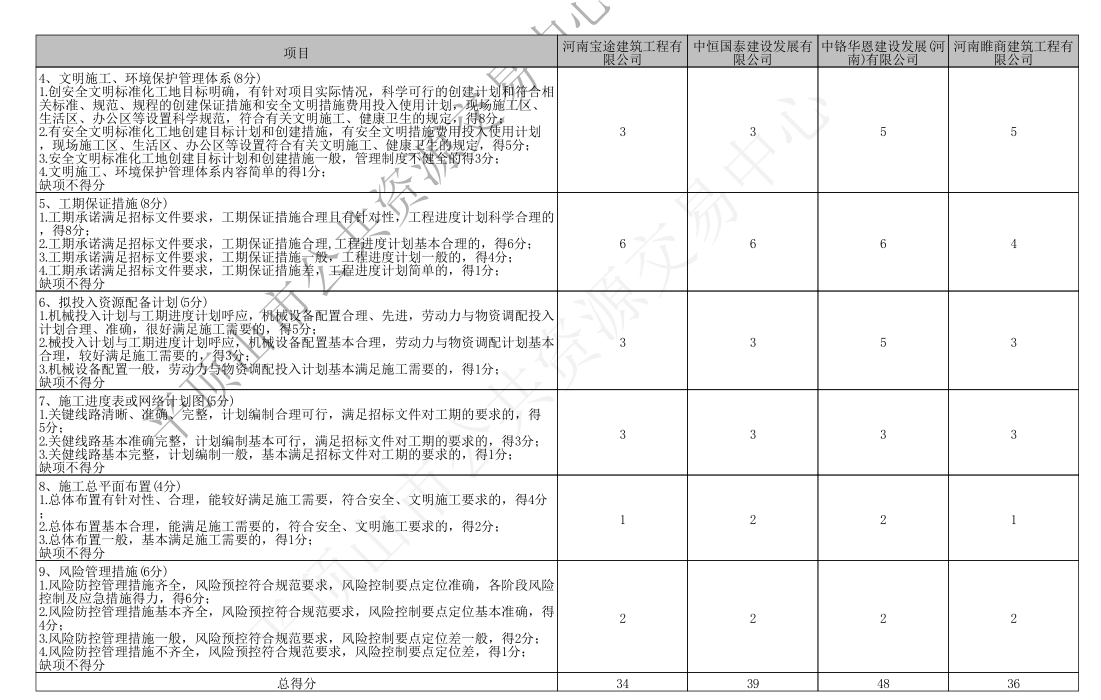 项目
河南宝途建筑工程有限公司
中恒国泰建设发展有限公司
中铬华恩建设发展(河南)有限公司
河南睢商建筑工程有限公司
4、文明施工、环境保护管理体系(8分)
1.创安全文明标准化工地目标明确，有针对项目实际情况，科学可行的创建计划和符合相
关标准、规范、规程的创建保证措施和安全文明措施费用投入使用计划，现场施工区、
生活区、办公区等设置科学规范，符合有关文明施工、健康卫生的规定，得8分；
2.有安全文明标准化工地创建目标计划和创建措施，有安全文明措施费用投入使用计划
，现场施工区、生活区、办公区等设置符合有关文明施工、健康卫生的规定，得5分；
3.安全文明标准化工地创建目标计划和创建措施一般，管理制度不健全的得3分；
4.文明施工、环境保护管理体系内容简单的得1分；
缺项不得分
3 3 5 5
5、工期保证措施(8分)
1.工期承诺满足招标文件要求，工期保证措施合理且有针对性，工程进度计划科学合理的
，得8分；
2.工期承诺满足招标文件要求，工期保证措施合理,工程进度计划基本合理的，得6分；
3.工期承诺满足招标文件要求，工期保证措施一般，工程进度计划一般的，得4分；
4.工期承诺满足招标文件要求，工期保证措施差，工程进度计划简单的，得1分；
缺项不得分
6 6 6 4
6、拟投入资源配备计划(5分)
1.机械投入计划与工期进度计划呼应，机械设备配置合理、先进，劳动力与物资调配投入
计划合理、准确，很好满足施工需要的，得5分；
2.械投入计划与工期进度计划呼应，机械设备配置基本合理，劳动力与物资调配计划基本
合理，较好满足施工需要的，得3分；
3.机械设备配置一般，劳动力与物资调配投入计划基本满足施工需要的，得1分；
缺项不得分
3 3 5 3
7、施工进度表或网络计划图(5分)
1.关键线路清晰、准确、完整，计划编制合理可行，满足招标文件对工期的要求的，得
5分；
2.关健线路基本准确完整，计划编制基本可行，满足招标文件对工期的要求的，得3分；
3.关健线路基本完整，计划编制一般，基本满足招标文件对工期的要求的，得1分；
缺项不得分
3 3 3 3
8、施工总平面布置(4分)
1.总体布置有针对性、合理，能较好满足施工需要，符合安全、文明施工要求的，得4分
；
2.总体布置基本合理，能满足施工需要的，符合安全、文明施工要求的，得2分；
3.总体布置一般，基本满足施工需要的，得1分；
缺项不得分
1 2 2 1
9、风险管理措施(6分)
1.风险防控管理措施齐全，风险预控符合规范要求，风险控制要点定位准确，各阶段风险
控制及应急措施得力，得6分；
2.风险防控管理措施基本齐全，风险预控符合规范要求，风险控制要点定位基本准确，得
4分；
3.风险防控管理措施一般，风险预控符合规范要求，风险控制要点定位差一般，得2分；
4.风险防控管理措施不齐全，风险预控符合规范要求，风险控制要点定位差，得1分；
缺项不得分
2 2 2 2
总得分 34 39 48 36
平顶山市公共资源交易中心
平顶山市公共资源交易中心